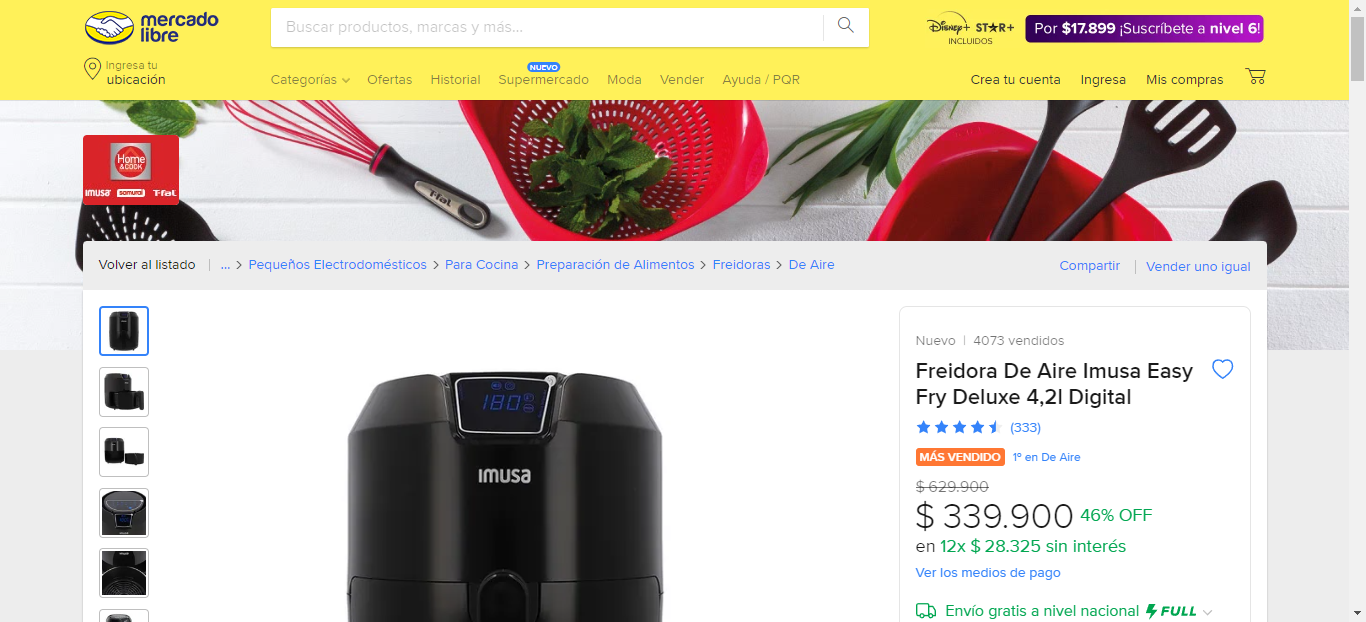 mercado
libre
Buscar productos, marcas y más...
Disney+ STAR+
INCLUIDOS
Por $17.899 ¡Suscríbete a nivel 6!
Ingresa tu
ubicación
NUEVO
Categorías
Ofertas
Historial
Supermercado
Moda
Vender
Ayuda / PQR
Crea tu cuenta
Ingresa
Mis compras
Home
&COOK
IMUSA samurai T-fal
T-fal
Volver al listado
... > Pequeños Electrodomésticos > Para Cocina > Preparación de Alimentos > Freidoras > De Aire
Compartir
Vender uno igual
180
IMUSA
Nuevo | 4073 vendidos
Freidora De Aire Imusa Easy
Fry Deluxe 4,2l Digital
(333)
MÁS VENDIDO 1º en De Aire
$ 629.900
$ 339.900 46% OFF
en 12x $ 28.325 sin interés
Ver los medios de pago
Envío gratis a nivel nacional FULL